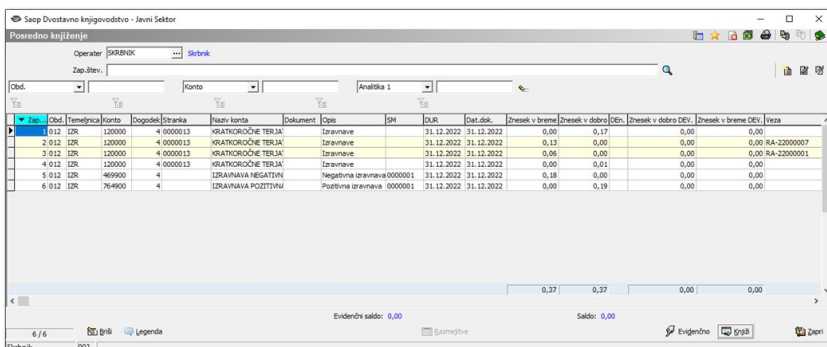 Saop Dvostavno knjigovodstvo - Javni Sektor
Posredno knjiženje
Operater SKRBNIK ... Skrbnik
Zap.štev.
Obd. Konto Analitika 1
Zap... Obd. Temeljnica Konto Dogodek Stranka Naziv konta Dokument Opis SM DUR Dat.dok. Znesek v breme Znesek v dobro DEn. Znesek v dobro DEV. Znesek v breme DEV. Veza
1 012 IZR 120000 4 0000013 KRATKOROČNE TERJA Izravnave 31.12.2022 31.12.2022 0,00 0,17 0,00 0,00
2 012 IZR 120000 4 0000013 KRATKOROČNE TERJA Izravnave 31.12.2022 31.12.2022 0,13 0,00 0,00 0,00 RA-22000007
3 012 IZR 120000 4 0000013 KRATKOROČNE TERJA Izravnave 31.12.2022 31.12.2022 0,06 0,00 0,00 0,00 RA-22000001
4 012 IZR 120000 4 0000013 KRATKOROČNE TERJA Izravnave 31.12.2022 31.12.2022 0,00 0,01 0,00 0,00
5 012 IZR 469900 4 IZRAVNAVA NEGATIVN Negativna izravnava 0000001 31.12.2022 31.12.2022 0,18 0,00 0,00 0,00
6 012 IZR 764900 4 IZRAVNAVA POZITIVNA Pozitivna izravnava 0000001 31.12.2022 31.12.2022 0,00 0,19 0,00 0,00
0,37 0,37 0,00 0,00
Evidenčni saldo: 0,00 Saldo: 0,00
6 / 6 Briši Legenda Razmejitve Evidenčno Knjiži Zapri
Skrbnik 002